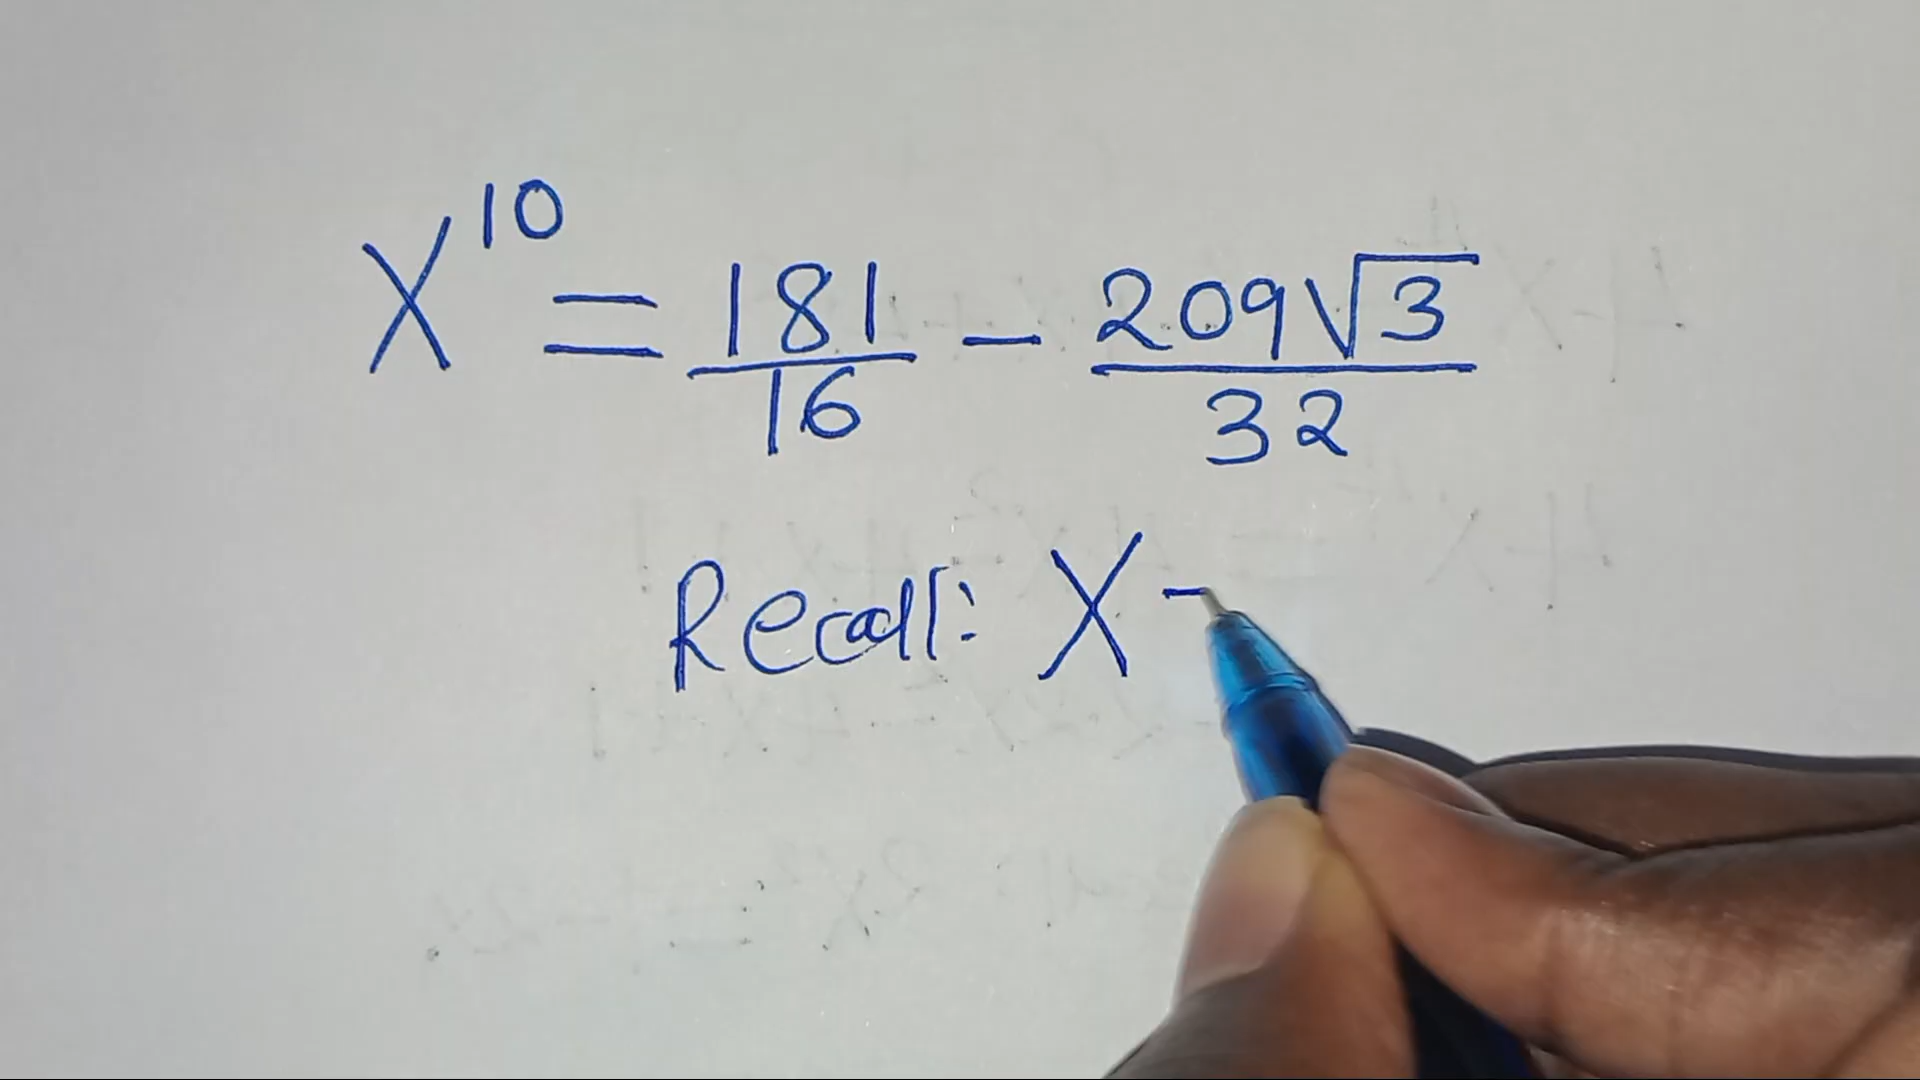 X^10 = 181/16 - 209√3/32
Recall: X -